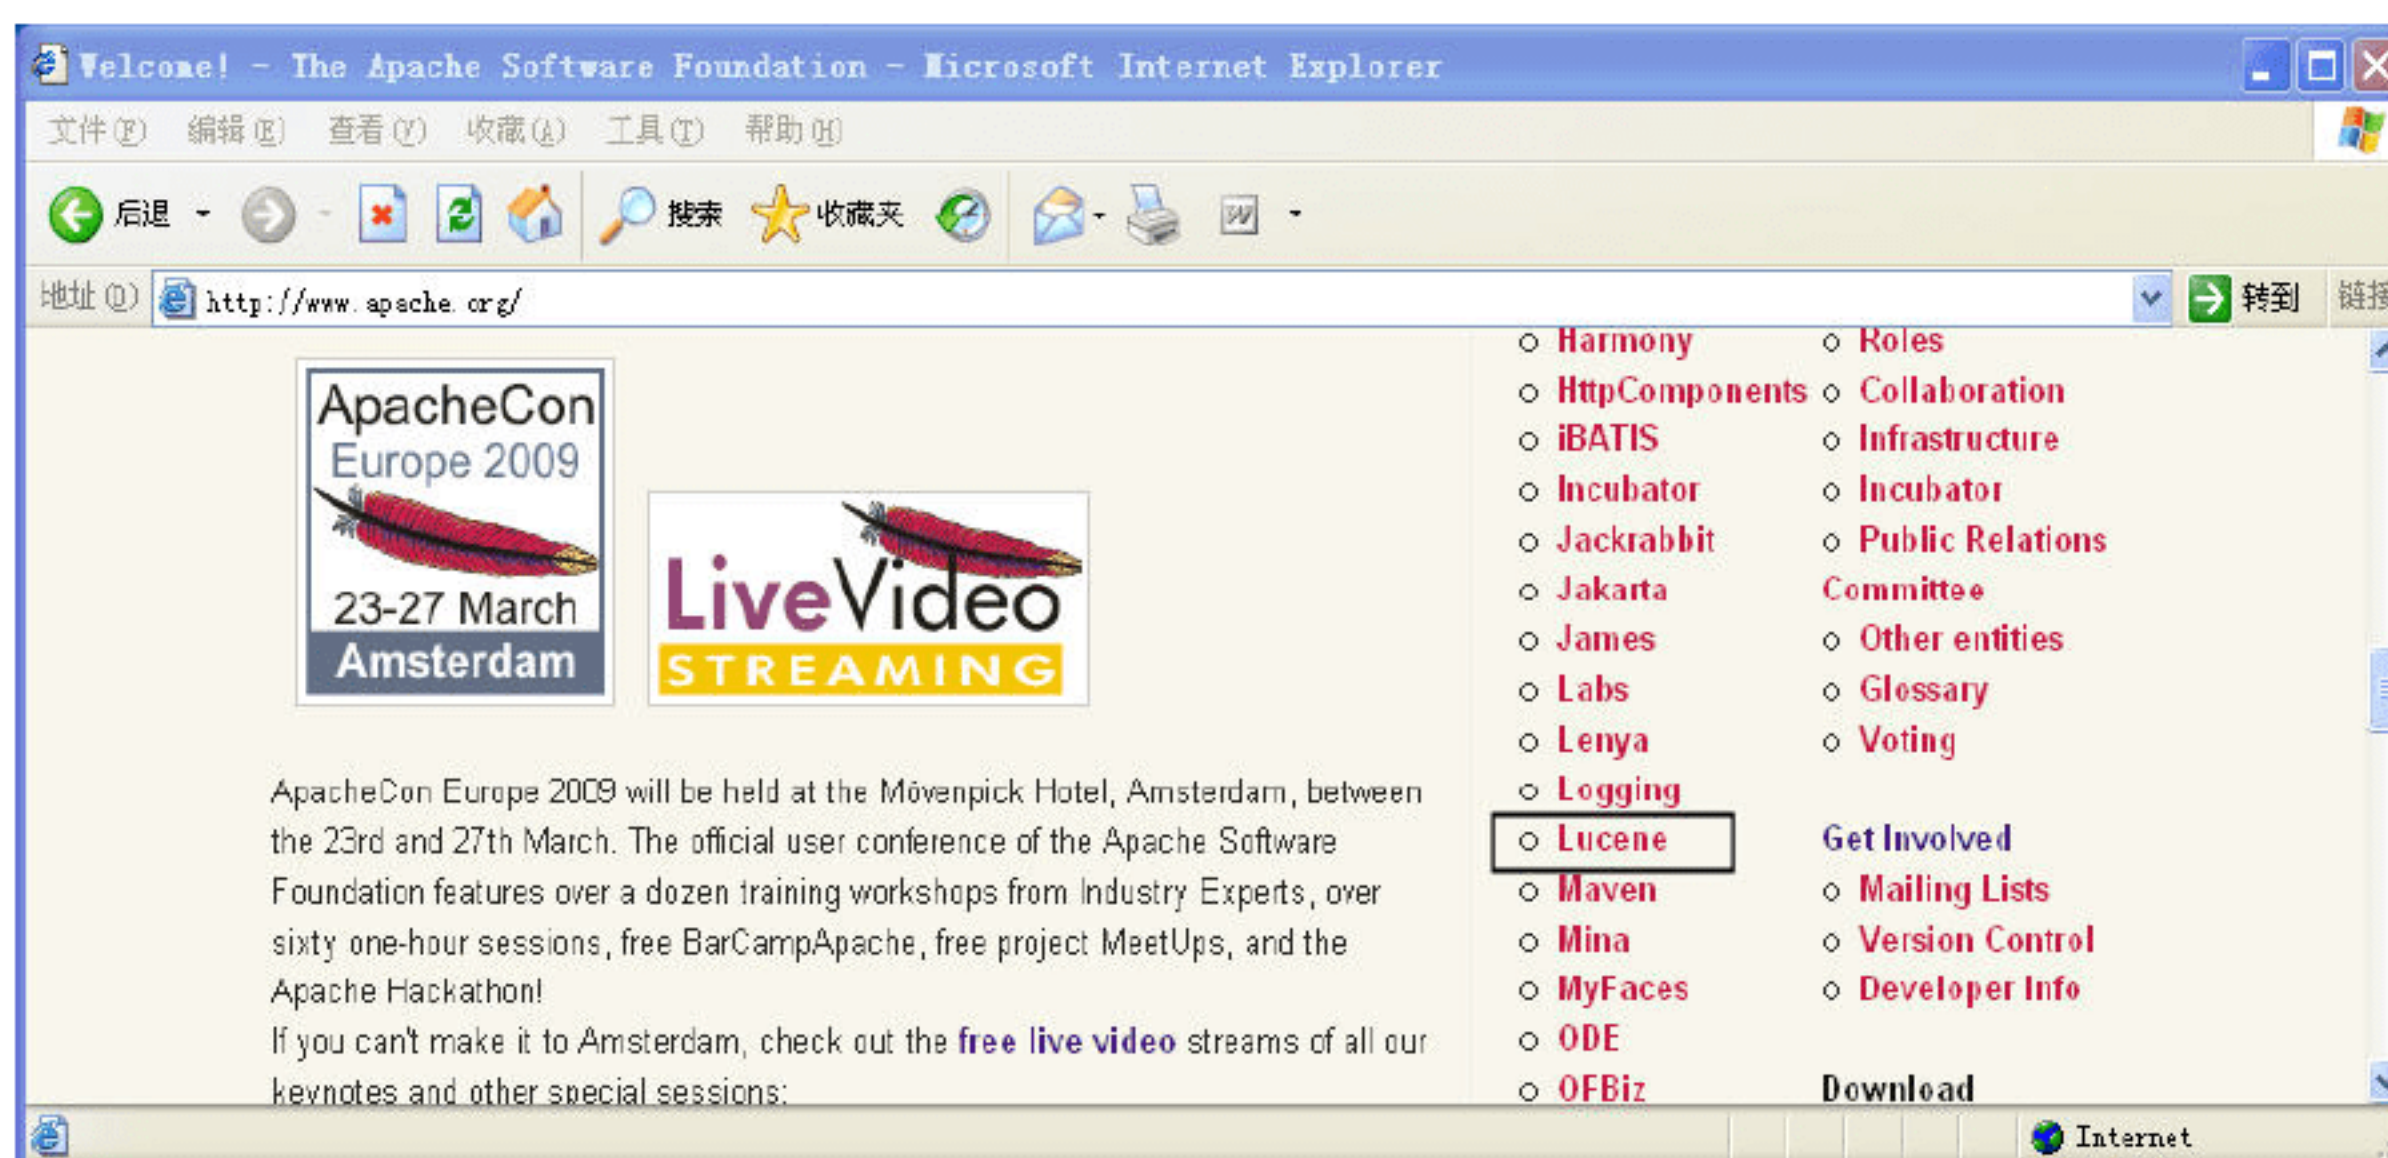 Welcome! - The Apache Software Foundation - Microsoft Internet Explorer
文件(F) 编辑(E) 查看(V) 收藏(A) 工具(T) 帮助(H)
后退 搜索 收藏夹
地址(D) http://www.apache.org/ 转到 链接
ApacheCon
Europe 2009
23-27 March
Amsterdam
LiveVideo
STREAMING
ApacheCon Europe 2009 will be held at the Mövenpick Hotel, Amsterdam, between
the 23rd and 27th March. The official user conference of the Apache Software
Foundation features over a dozen training workshops from Industry Experts, over
sixty one-hour sessions, free BarCampApache, free project MeetUps, and the
Apache Hackathon!
If you can't make it to Amsterdam, check out the free live video streams of all our
keynotes and other special sessions:
Harmony
HttpComponents
iBATIS
Incubator
Jackrabbit
Jakarta
James
Labs
Lenya
Logging
Lucene
Maven
Mina
MyFaces
ODE
OFBiz
Roles
Collaboration
Infrastructure
Incubator
Public Relations
Committee
Other entities
Glossary
Voting
Get Involved
Mailing Lists
Version Control
Developer Info
Download
Internet